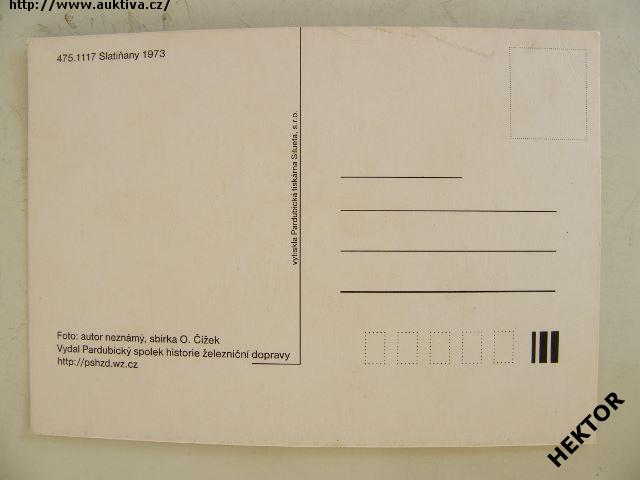 http://www.auktiva.cz/
475.1117 Slatiňany 1973
vytiskla Pardubická tiskárna Silueta, s.r.o.
Foto: autor neznámý, sbírka O. Čížek
Vydal Pardubický spolek historie železniční dopravy
http://pshzd.wz.cz
HEKTOR